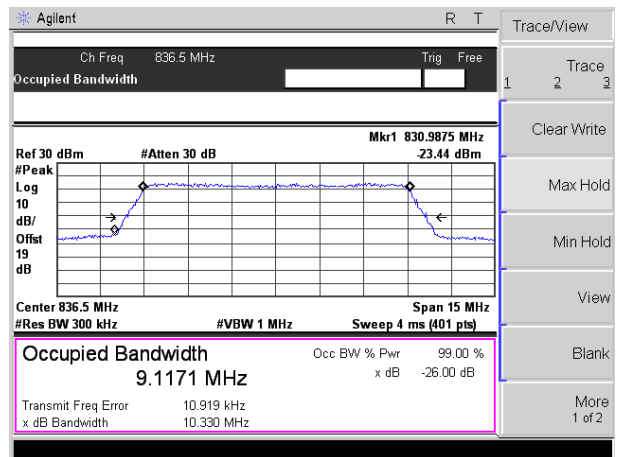 Agilent R T Trace/View
Ch Freq 836.5 MHz Trig Free
Occupied Bandwidth
Trace
1 2 3
Clear Write
Max Hold
Min Hold
View
Blank
More
1 of 2
Mkr1 830.9875 MHz
Ref 30 dBm #Atten 30 dB -23.44 dBm
#Peak
Log
10
dB/
Offst
19
dB
Center 836.5 MHz Span 15 MHz
#Res BW 300 kHz #VBW 1 MHz Sweep 4 ms (401 pts)
Occupied Bandwidth Occ BW % Pwr 99.00 %
9.1171 MHz x dB -26.00 dB
Transmit Freq Error 10.919 kHz
x dB Bandwidth 10.330 MHz